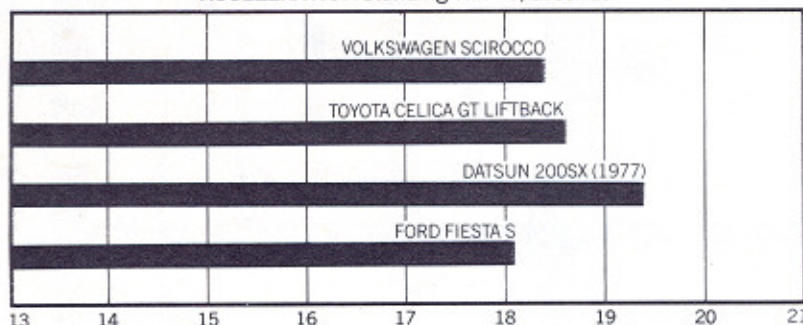 VOLKSWAGEN SCIROCCO
TOYOTA CELICA GT LIFTBACK
DATSUN 200SX (1977)
FORD FIESTA S
13 14 15 16 17 18 19 20 21